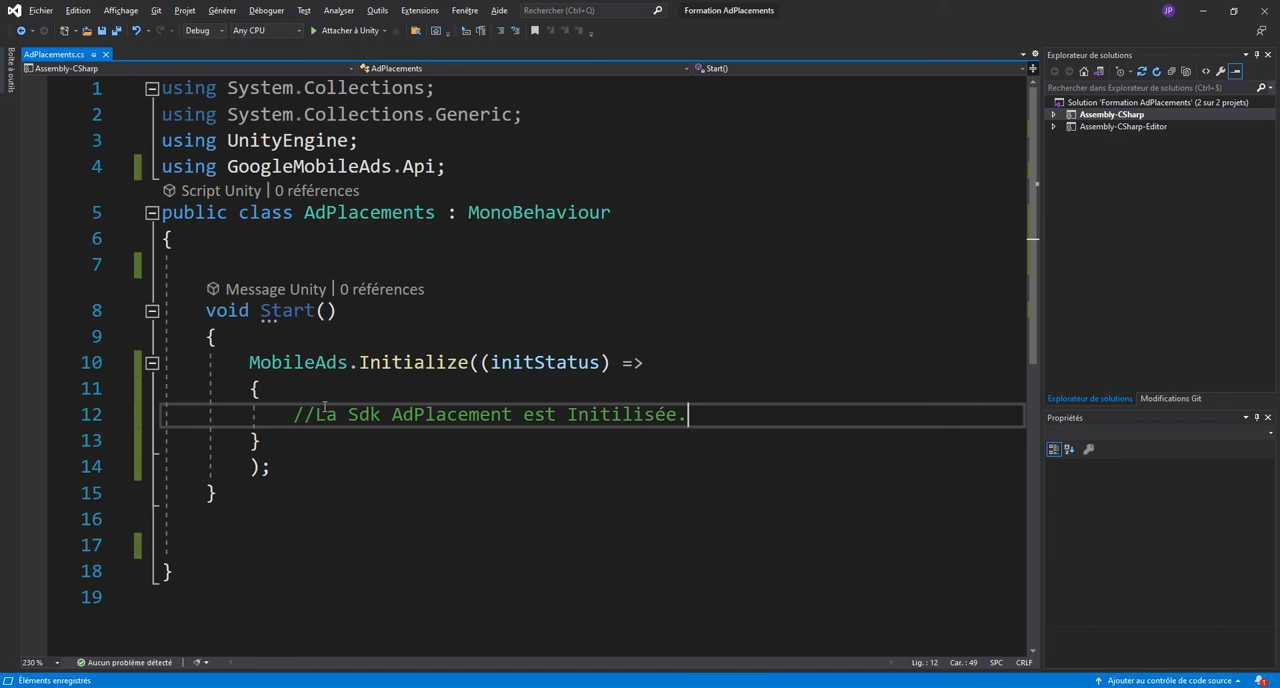 Fichier Edition Affichage Git Projet Générer Déboguer Test Analyser Outils Extensions Fenêtre Aide Rechercher (Ctrl+Q) Formation AdPlacements JP
Debug Any CPU Attacher à Unity
Boîte à outils
AdPlacements.cs
Assembly-CSharp AdPlacements Start()
1 using System.Collections;
2 using System.Collections.Generic;
3 using UnityEngine;
4 using GoogleMobileAds.Api;
Script Unity | 0 références
5 public class AdPlacements : MonoBehaviour
6 {
7
Message Unity | 0 références
8 void Start()
9 {
10 MobileAds.Initialize((initStatus) =>
11 {
12 //La Sdk AdPlacement est Initilisée.
13 }
14 );
15 }
16
17
18 }
19
Explorateur de solutions
Rechercher dans Explorateur de solutions (Ctrl+$)
Solution 'Formation AdPlacements' (2 sur 2 projets)
Assembly-CSharp
Assembly-CSharp-Editor
Explorateur de solutions Modifications Git
Propriétés
230 % Aucun problème détecté Lig. : 12 Car. : 49 SPC CRLF
Éléments enregistrés Ajouter au contrôle de code source 1